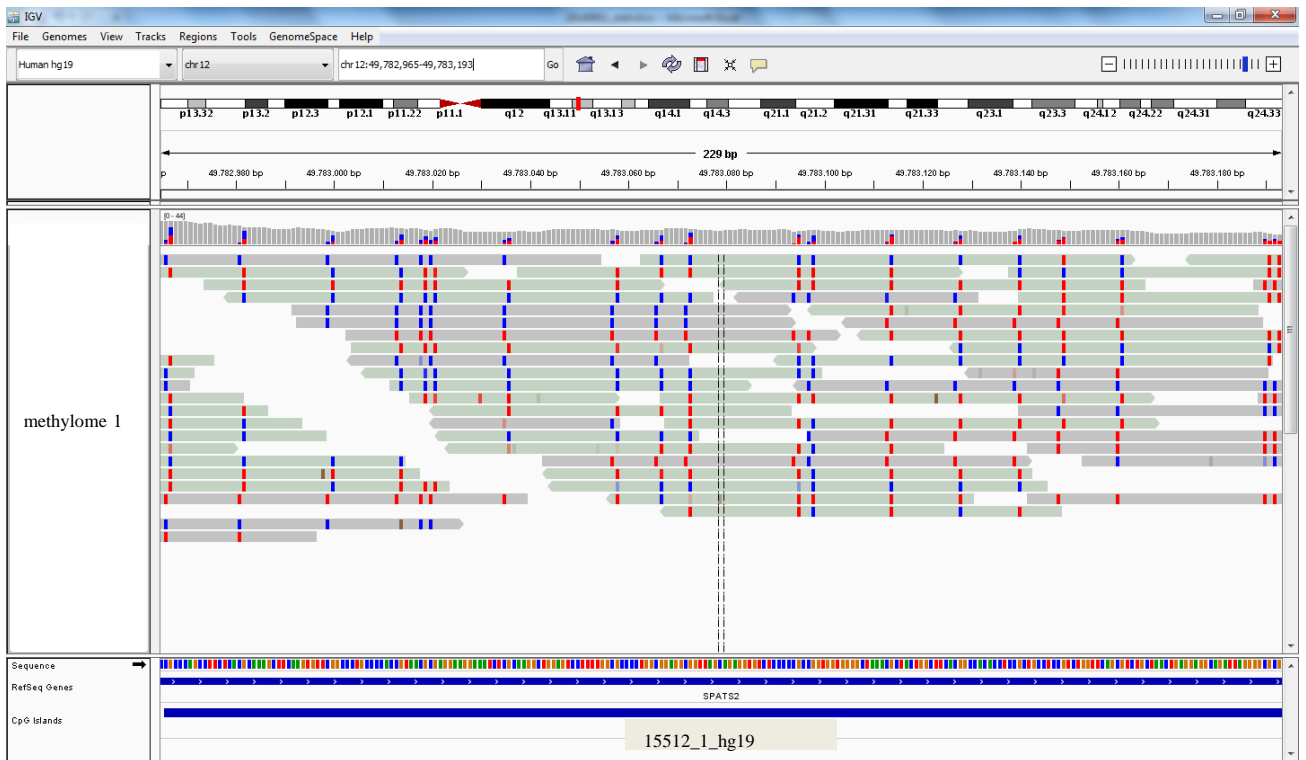 IGV
File Genomes View Tracks Regions Tools GenomeSpace Help
Human hg19 chr12 chr12:49,782,965-49,783,193 Go
p13.32 p13.2 p12.3 p12.1 p11.22 p11.1 q12 q13.11 q13.13 q14.1 q14.3 q21.1 q21.2 q21.31 q21.33 q23.1 q23.3 q24.12 q24.22 q24.31 q24.33
229 bp
p 49.782.980 bp 49.783.000 bp 49.783.020 bp 49.783.040 bp 49.783.060 bp 49.783.080 bp 49.783.100 bp 49.783.120 bp 49.783.140 bp 49.783.160 bp 49.783.180 bp
[0 - 44]
methylome 1
Sequence
RefSeq Genes
SPATS2
CpG Islands
15512_1_hg19